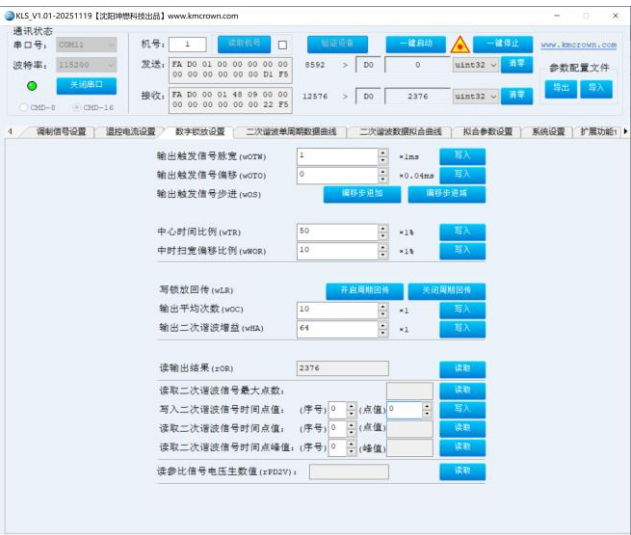 KLS_V1.01-20251119【沈阳坤懋科技出品】www.kmcrown.com
通讯状态
串口号: COM11 机号: 1 读取机号 验证设备 一键启动 一键停止 www.kmcrown.com
波特率: 115200 发送: FA D0 01 00 00 00 00 00 00 00 00 00 00 00 D1 F5 8592 > D0 0 uint32 清零 参数配置文件
关闭串口 导出 导入
CMD-8 CMD-16 接收: FA D0 00 01 48 09 00 00 00 00 00 00 00 00 22 F5 12576 > D0 2376 uint32 清零
调制信号设置 温控电流设置 数字锁放设置 二次谐波单周期数据曲线 二次谐波数据拟合曲线 拟合参数设置 系统设置 扩展功能
输出触发信号脉宽(wOTW) 1 ×1ms 写入
输出触发信号偏移(wOTO) 0 ×0.04ms 写入
输出触发信号步进(wOS) 偏移步进加 偏移步进减
中心时间比例(wTR) 50 ×1% 写入
中时扫宽偏移比例(wWOR) 10 ×1% 写入
写锁放回传(wLR) 开启周期回传 关闭周期回传
输出平均次数(wOC) 10 ×1 写入
输出二次谐波增益(wHA) 64 ×1 写入
读输出结果(rOR) 2376 读取
读取二次谐波信号最大点数: 读取
写入二次谐波信号时间点值: (序号) 0 (点值) 0 写入
读取二次谐波信号时间点值: (序号) 0 (点值) 读取
读取二次谐波信号时间点峰值: (序号) 0 (峰值) 读取
读参比信号电压生数值(rPD2V): 读取